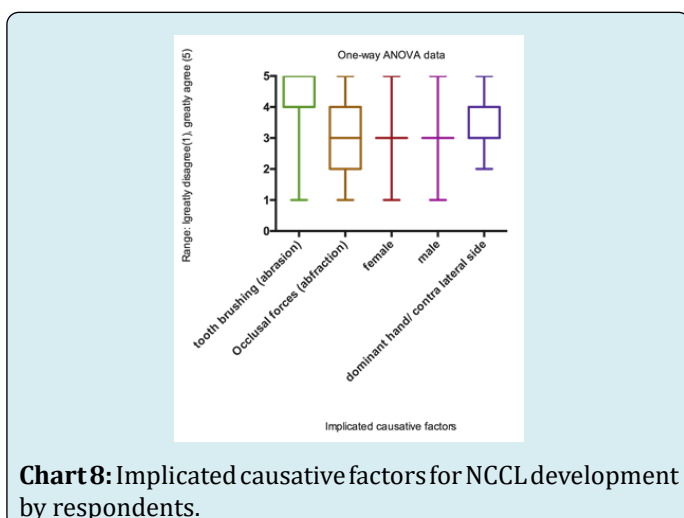 One-way ANOVA data
Range: Igreatly disagree(1), greatly agree (5)
5
4
3
2
1
0
tooth brushing (abrasion)
Occlusal forces (abfraction)
female
male
dominant hand/ contra lateral side
Implicated causative factors
Chart 8: Implicated causative factors for NCCL development
by respondents.